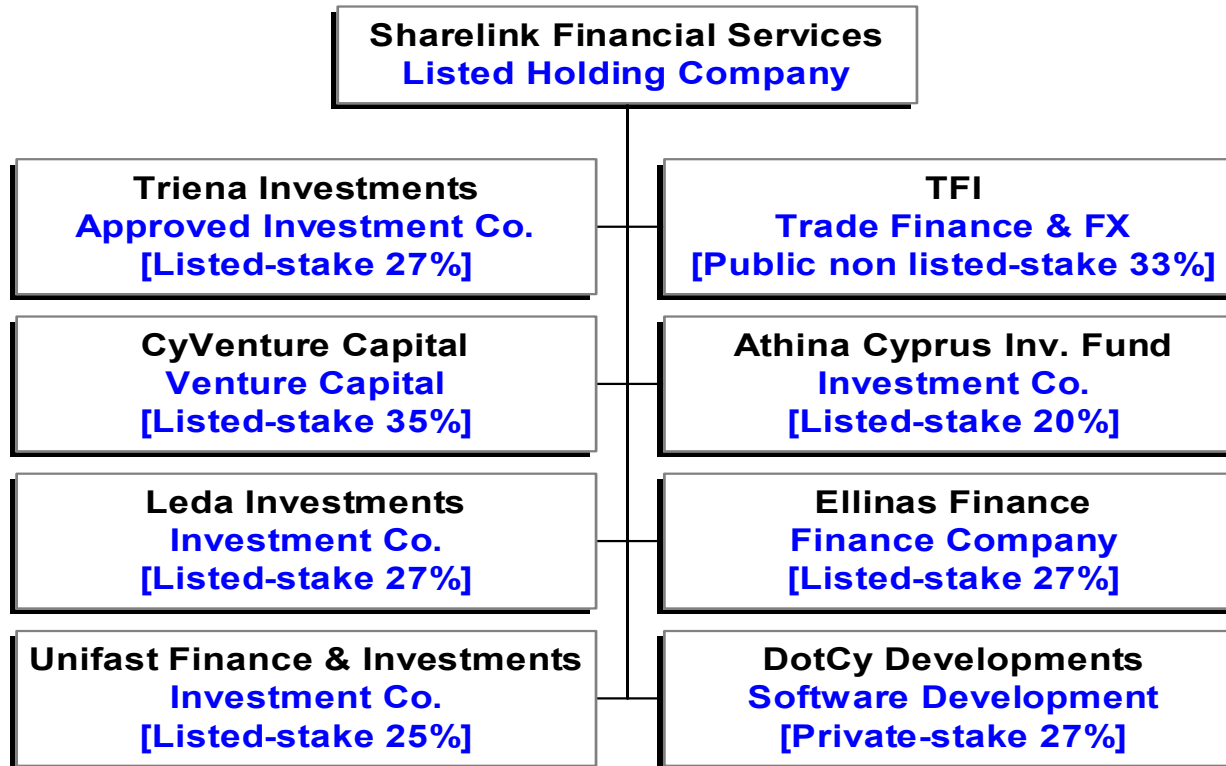 Sharelink Financial Services
Listed Holding Company
Triena Investments
Approved Investment Co.
[Listed-stake 27%]
TFI
Trade Finance & FX
[Public non listed-stake 33%]
CyVenture Capital
Venture Capital
[Listed-stake 35%]
Athina Cyprus Inv. Fund
Investment Co.
[Listed-stake 20%]
Leda Investments
Investment Co.
[Listed-stake 27%]
Ellinas Finance
Finance Company
[Listed-stake 27%]
Unifast Finance & Investments
Investment Co.
[Listed-stake 25%]
DotCy Developments
Software Development
[Private-stake 27%]